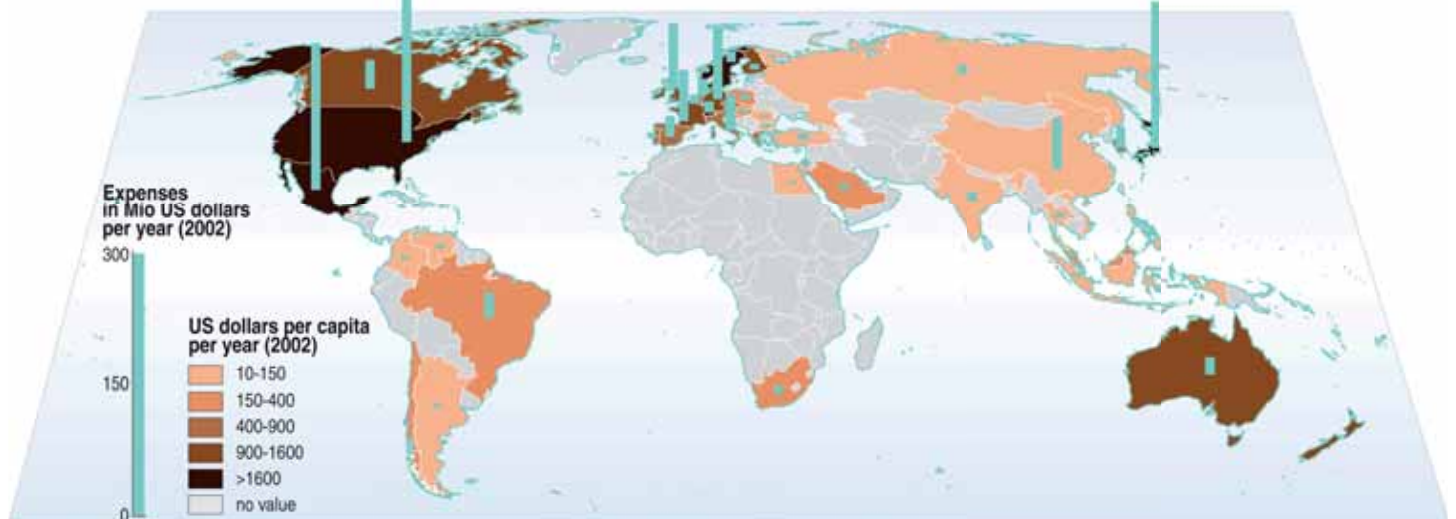 Expenses
in Mio US dollars
per year (2002)
300
150
0
US dollars per capita
per year (2002)
10-150
150-400
400-900
900-1600
>1600
no value